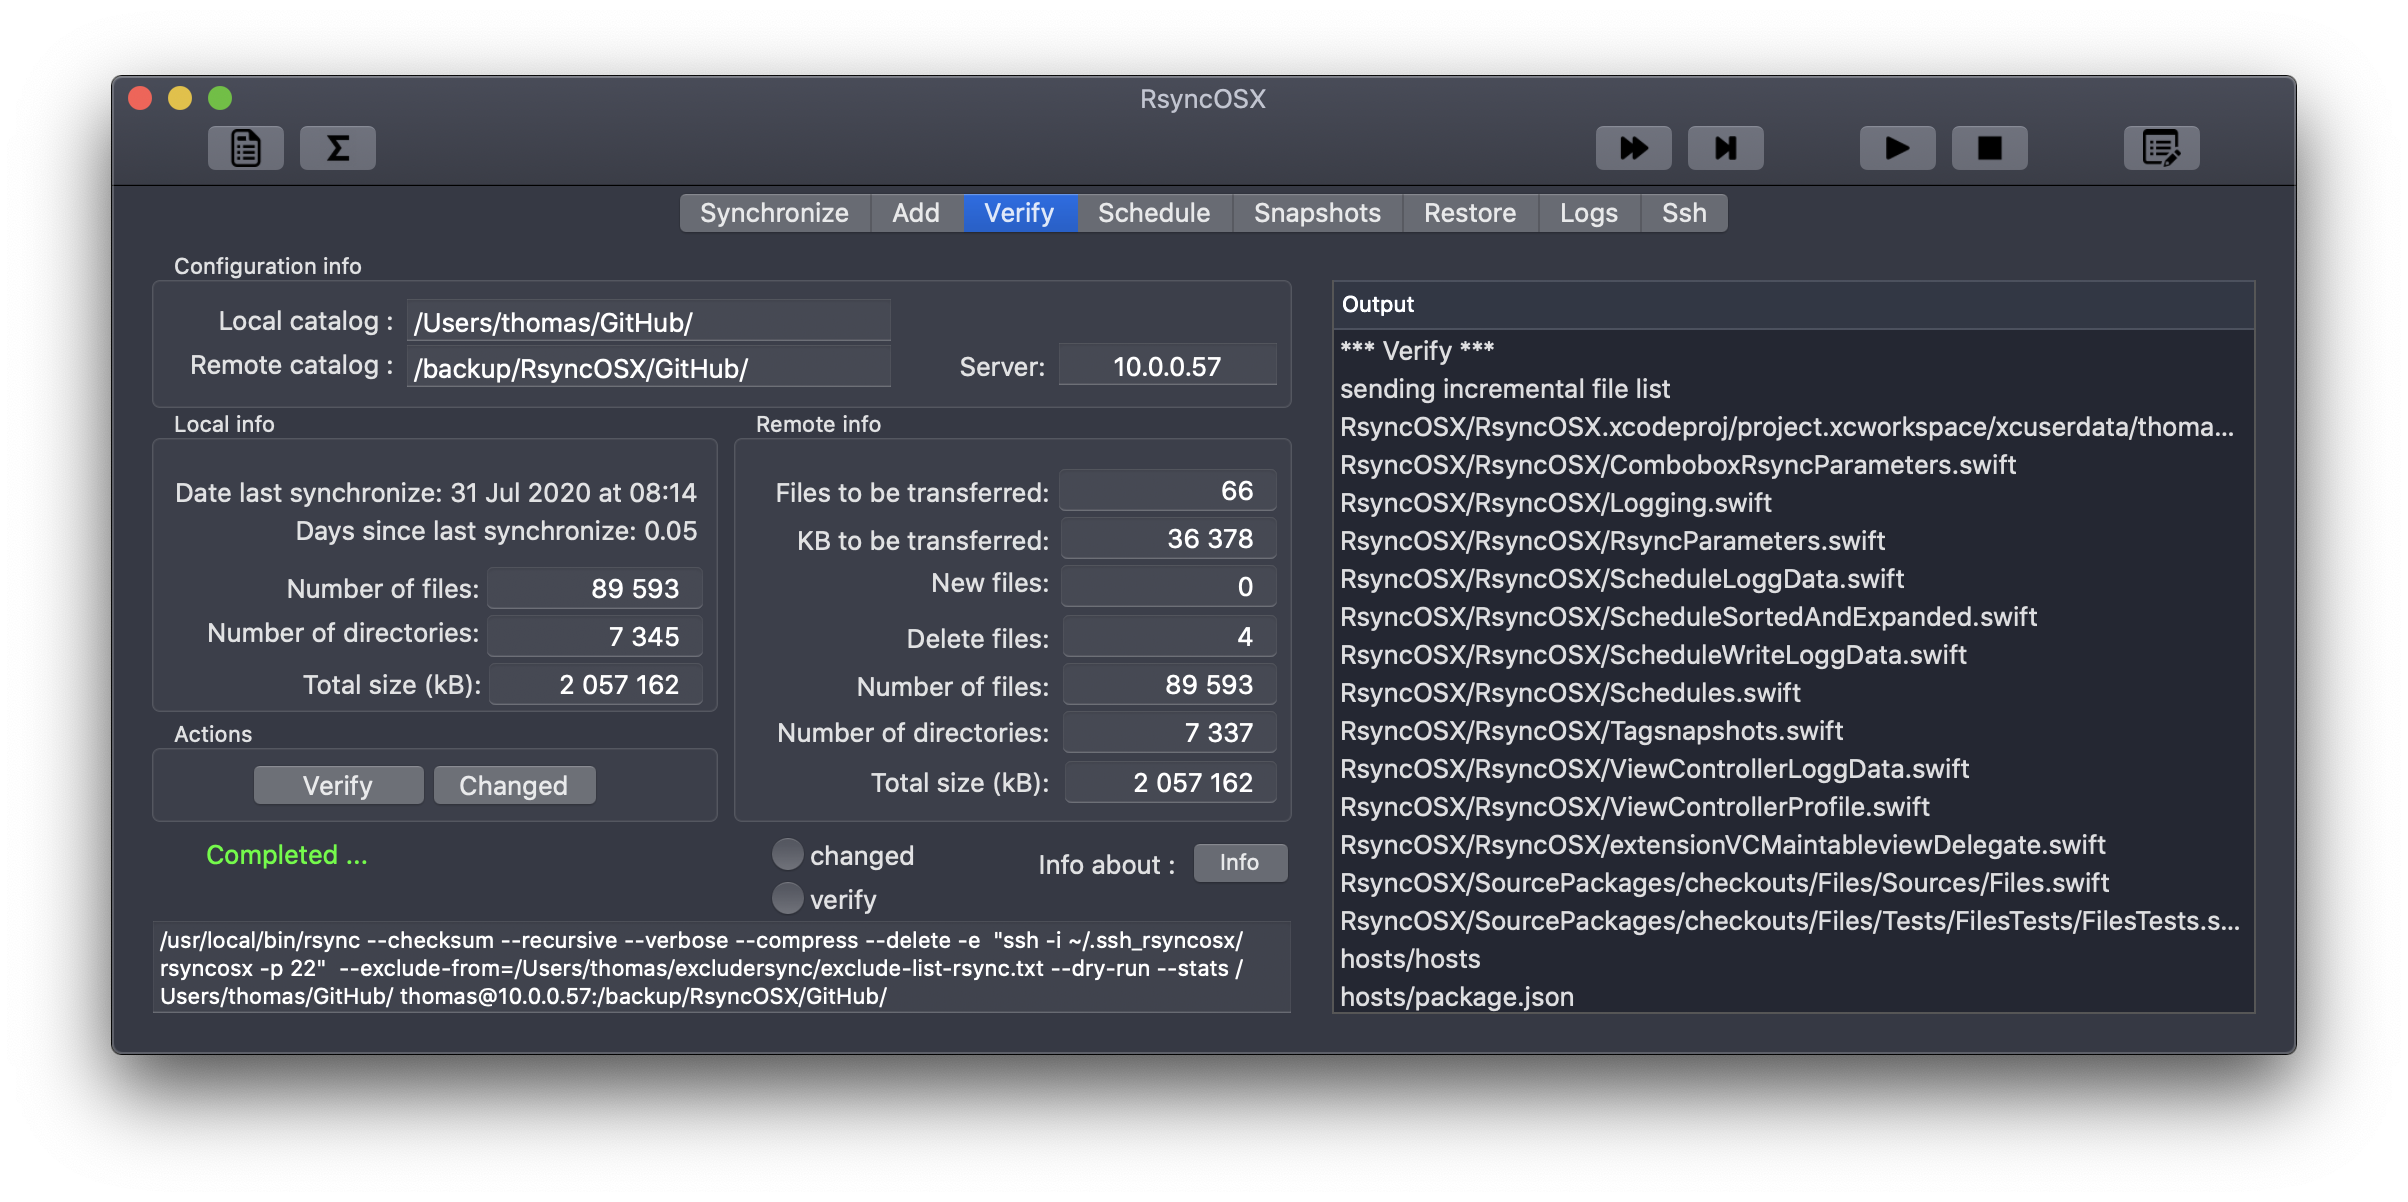 RsyncOSX
Synchronize Add Verify Schedule Snapshots Restore Logs Ssh
Configuration info
Local catalog : /Users/thomas/GitHub/
Remote catalog : /backup/RsyncOSX/GitHub/ Server: 10.0.0.57
Local info
Date last synchronize: 31 Jul 2020 at 08:14
Days since last synchronize: 0.05
Number of files: 89 593
Number of directories: 7 345
Total size (kB): 2 057 162
Remote info
Files to be transferred: 66
KB to be transferred: 36 378
New files: 0
Delete files: 4
Number of files: 89 593
Number of directories: 7 337
Total size (kB): 2 057 162
Actions
Verify Changed
Completed ...
changed
verify
Info about : Info
/usr/local/bin/rsync --checksum --recursive --verbose --compress --delete -e  "ssh -i ~/.ssh_rsyncosx/
rsyncosx -p 22"  --exclude-from=/Users/thomas/excludersync/exclude-list-rsync.txt --dry-run --stats /
Users/thomas/GitHub/ thomas@10.0.0.57:/backup/RsyncOSX/GitHub/
Output
*** Verify ***
sending incremental file list
RsyncOSX/RsyncOSX.xcodeproj/project.xcworkspace/xcuserdata/thoma...
RsyncOSX/RsyncOSX/ComboboxRsyncParameters.swift
RsyncOSX/RsyncOSX/Logging.swift
RsyncOSX/RsyncOSX/RsyncParameters.swift
RsyncOSX/RsyncOSX/ScheduleLoggData.swift
RsyncOSX/RsyncOSX/ScheduleSortedAndExpanded.swift
RsyncOSX/RsyncOSX/ScheduleWriteLoggData.swift
RsyncOSX/RsyncOSX/Schedules.swift
RsyncOSX/RsyncOSX/Tagsnapshots.swift
RsyncOSX/RsyncOSX/ViewControllerLoggData.swift
RsyncOSX/RsyncOSX/ViewControllerProfile.swift
RsyncOSX/RsyncOSX/extensionVCMaintableviewDelegate.swift
RsyncOSX/SourcePackages/checkouts/Files/Sources/Files.swift
RsyncOSX/SourcePackages/checkouts/Files/Tests/FilesTests/FilesTests.s...
hosts/hosts
hosts/package.json